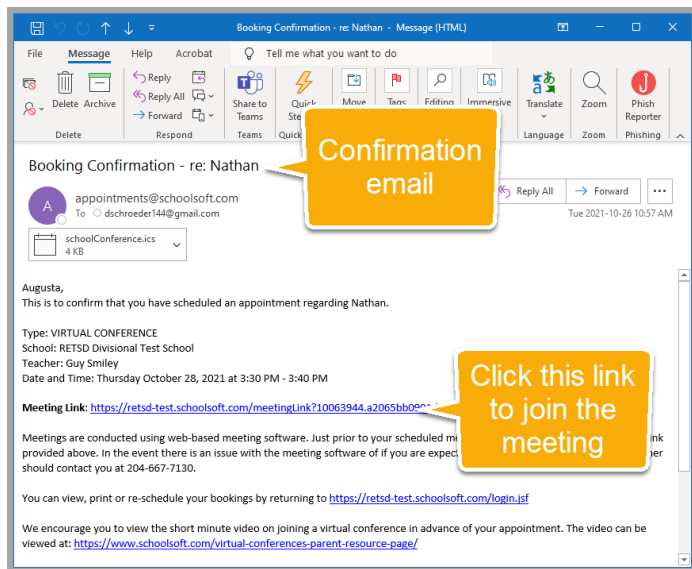 Booking Confirmation - re: Nathan - Message (HTML)
File Message Help Acrobat Tell me what you want to do
Delete Archive
Reply
Reply All
Forward
Share to Teams
Quick
Move
Tags
Editing
Immersive
Translate
Zoom
Phish Reporter
Delete Respond Teams Language Zoom Phishing
Booking Confirmation - re: Nathan
Confirmation
email
A
appointments@schoolsoft.com
To dschroeder144@gmail.com
Reply All Forward
Tue 2021-10-26 10:57 AM
schoolConference.ics
4 KB
Augusta,
This is to confirm that you have scheduled an appointment regarding Nathan.
Type: VIRTUAL CONFERENCE
School: RETSD Divisional Test School
Teacher: Guy Smiley
Date and Time: Thursday October 28, 2021 at 3:30 PM - 3:40 PM
Click this link
to join the
meeting
Meeting Link: https://retsd-test.schoolsoft.com/meetingLink?10063944.a2065bb09
Meetings are conducted using web-based meeting software. Just prior to your scheduled
provided above. In the event there is an issue with the meeting software of if you are
should contact you at 204-667-7130.
You can view, print or re-schedule your bookings by returning to https://retsd-test.schoolsoft.com/login.jsf
We encourage you to view the short minute video on joining a virtual conference in advance of your appointment. The video can be
viewed at: https://www.schoolsoft.com/virtual-conferences-parent-resource-page/